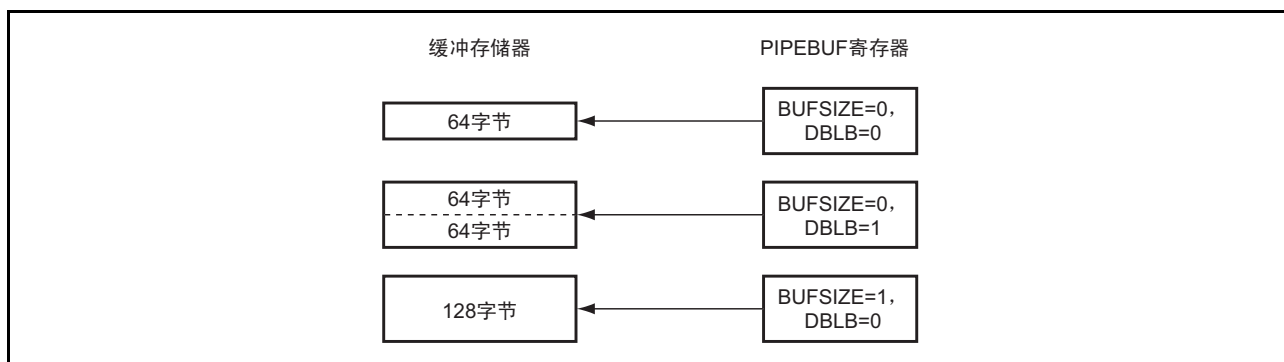 缓冲存储器
PIPEBUF寄存器
64字节
BUFSIZE=0，
DBLB=0
64字节
64字节
BUFSIZE=0，
DBLB=1
128字节
BUFSIZE=1，
DBLB=0